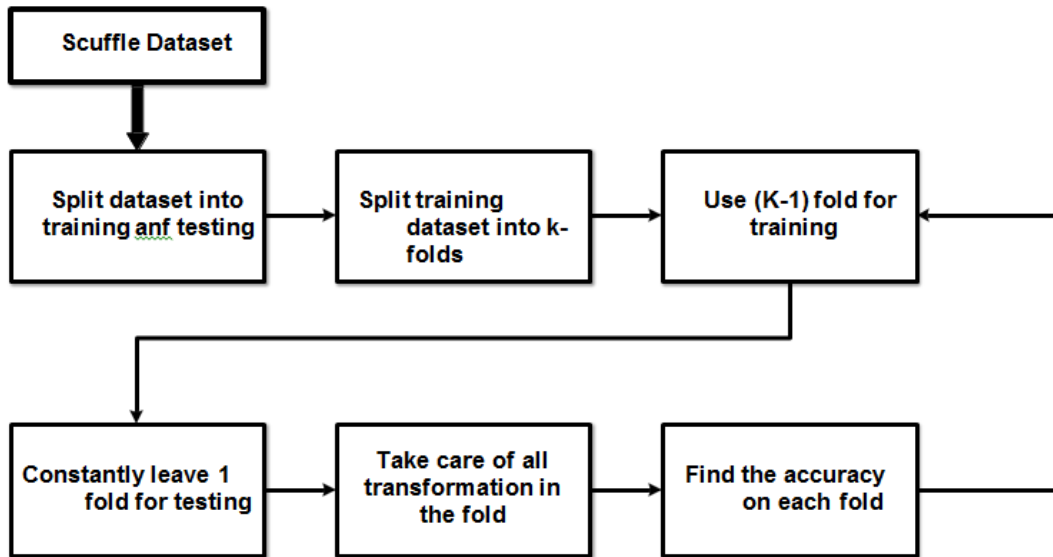 Scuffle Dataset
Split dataset into
training anf testing
Split training
dataset into k-
folds
Use (K-1) fold for
training
Constantly leave 1
fold for testing
Take care of all
transformation in
the fold
Find the accuracy
on each fold